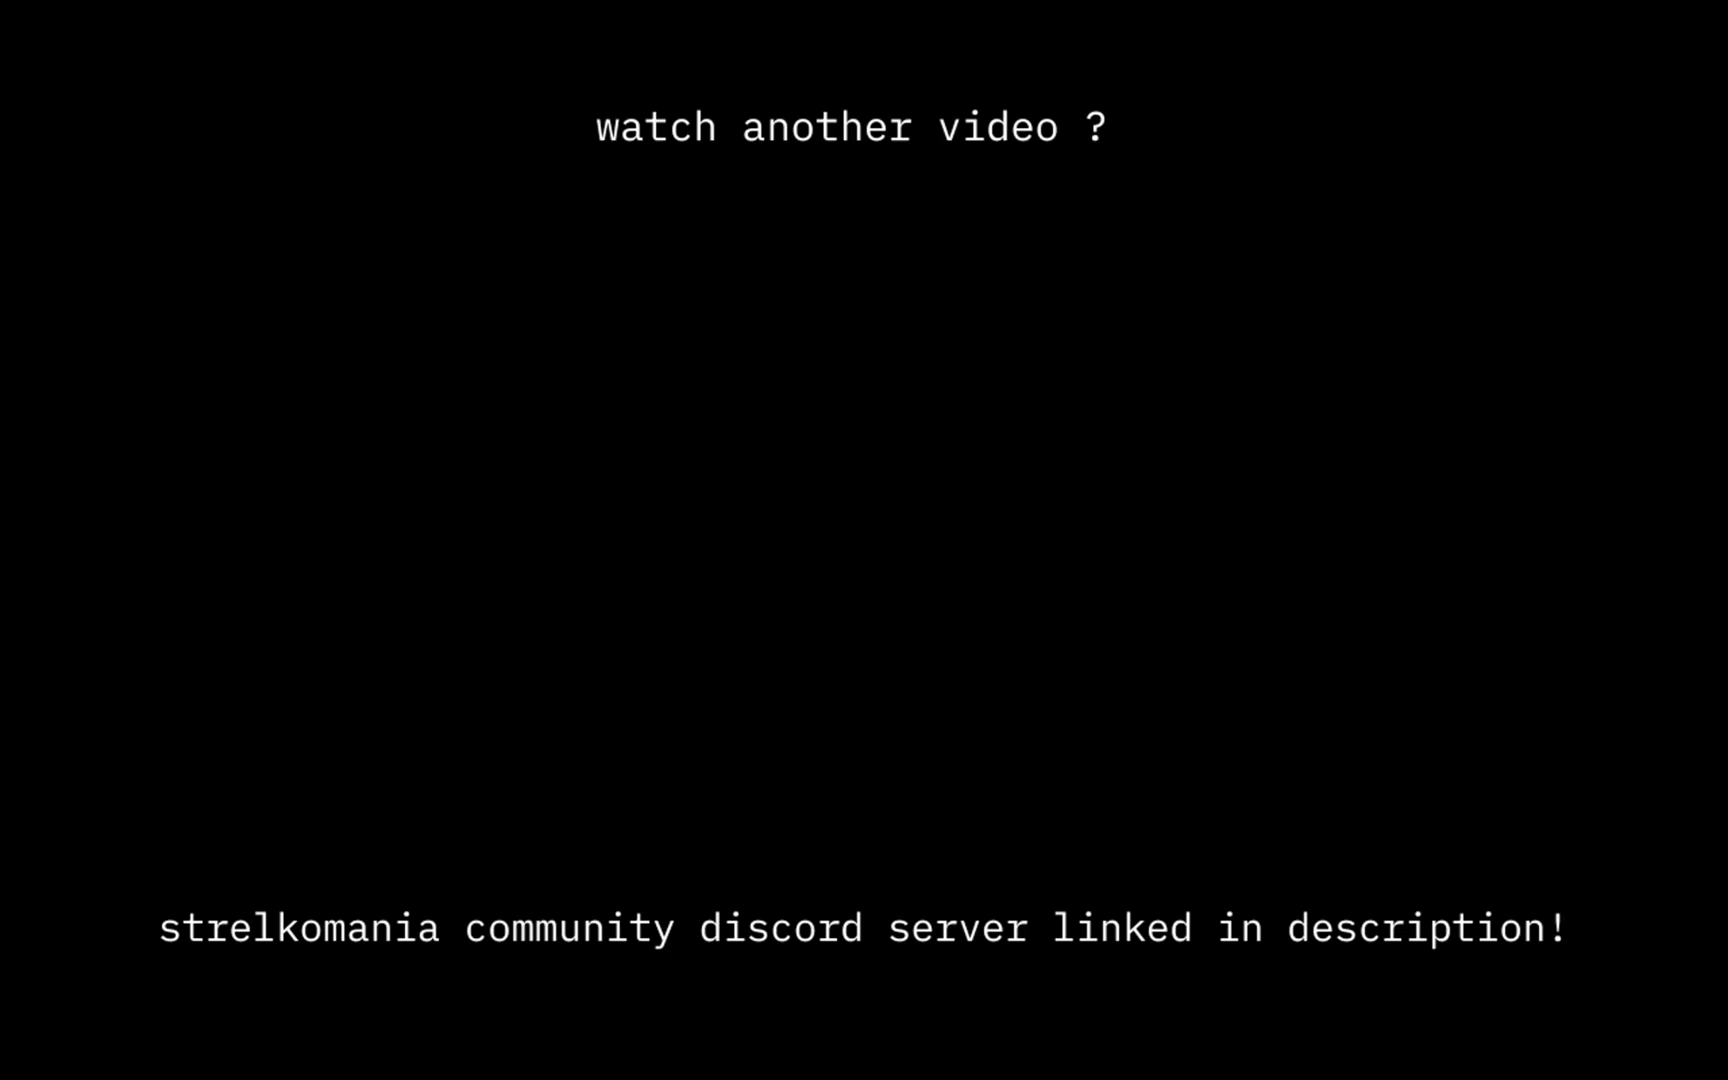 watch another video ?
strelkomania community discord server linked in description!